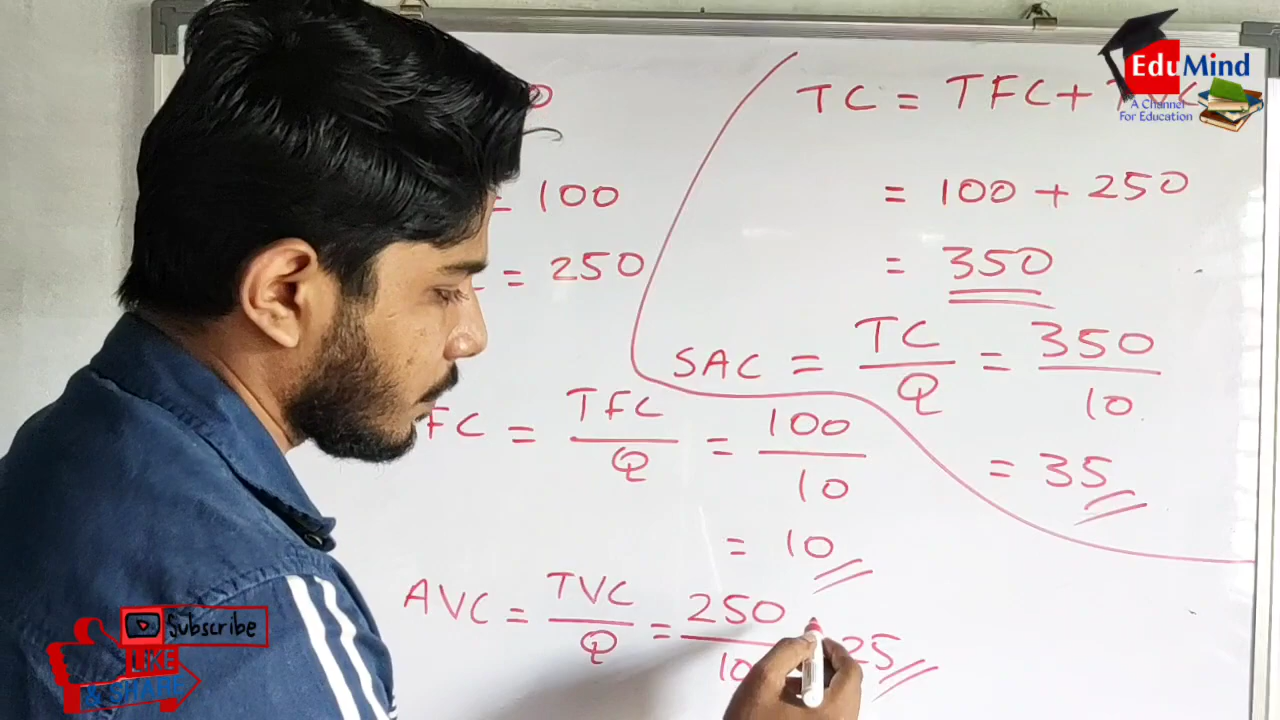 = 100
= 250
FC = TFC/Q = 100/10
= 10
AVC = TVC/Q = 250/10
25
TC = TFC +
= 100 + 250
= 350
SAC = TC/Q = 350/10
= 35
EduMind
A Channel
For Education
Subscribe
LIKE
& SHARE